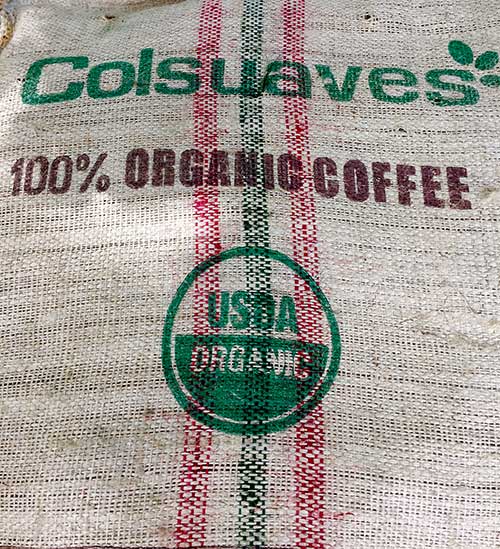 Colsuaves
100% ORGANIC COFFEE
USDA
ORGANIC